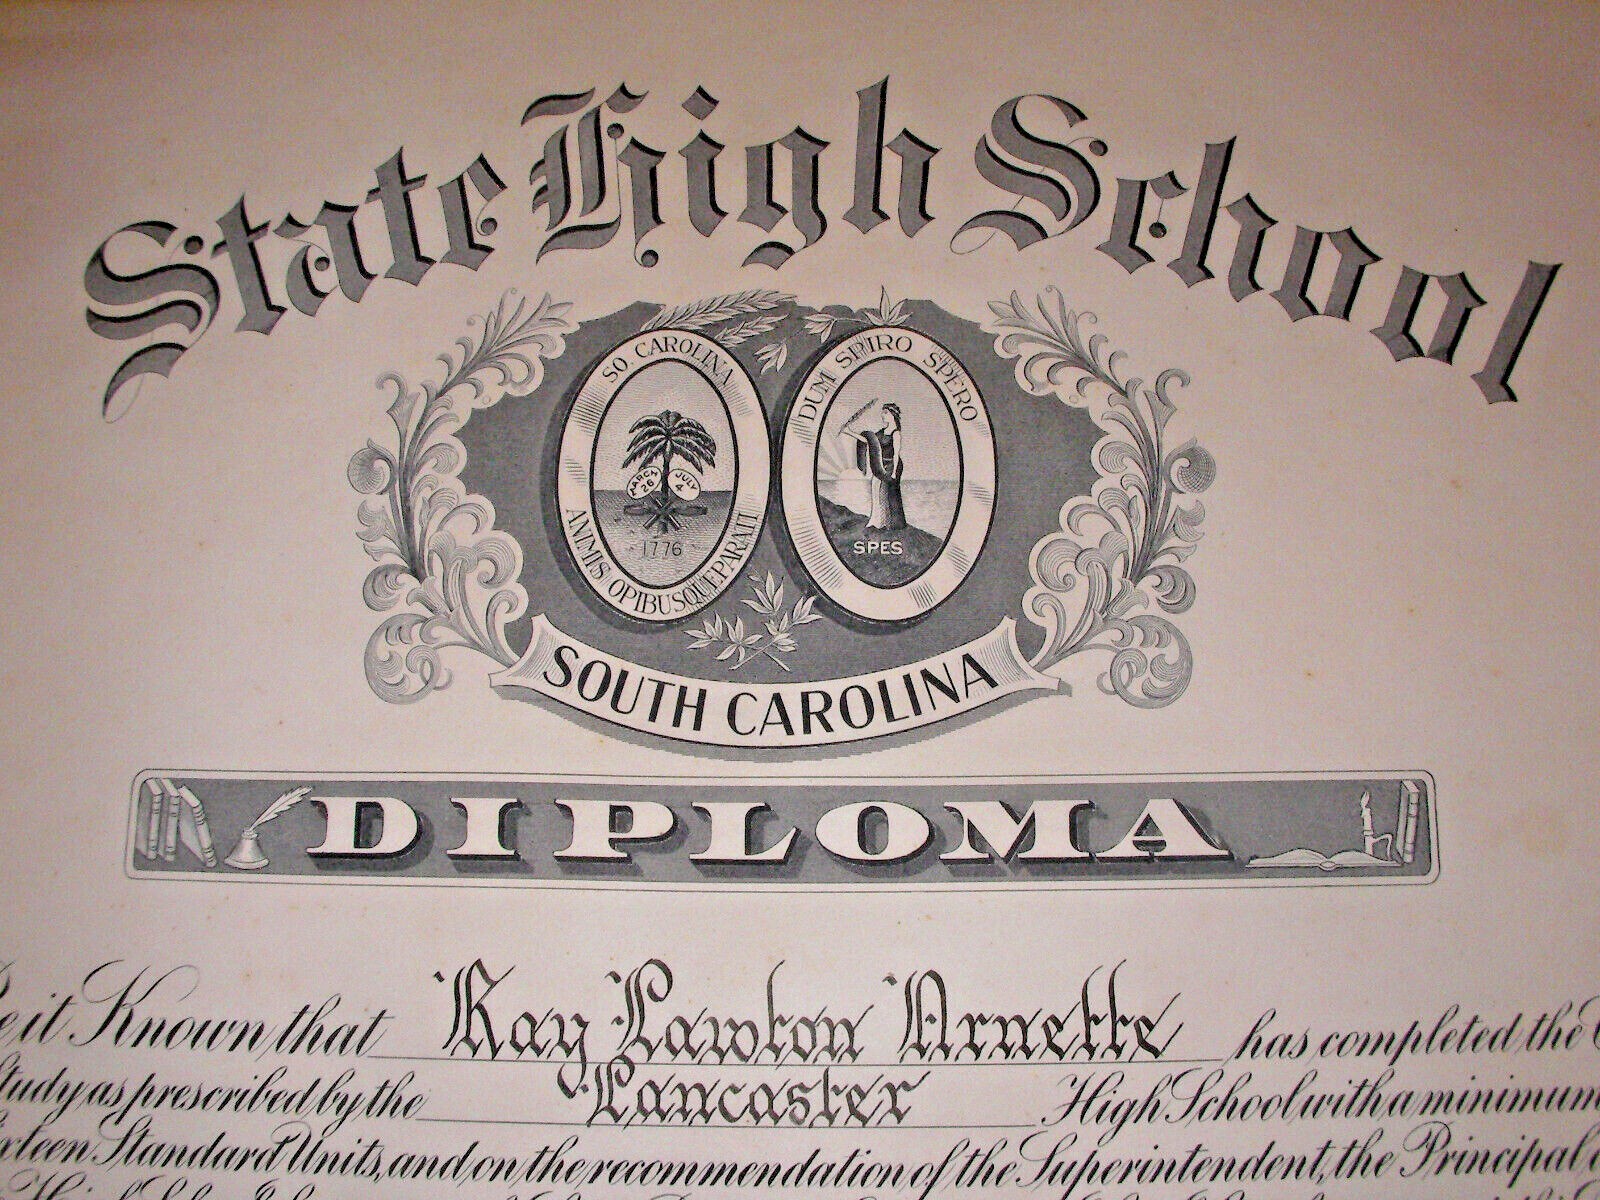 State High School
SO. CAROLINA
MARCH 26
JULY 4
1776
ANIMIS OPIBUSQUE PARATI
DUM SPIRO SPERO
SPES
SOUTH CAROLINA
DIPLOMA
it Known that Ray Lawton Arnette has completed the
Study as prescribed by the Lancaster High School with a minimum
Standard Units, and on the recommendation of the Superintendent, the Principal